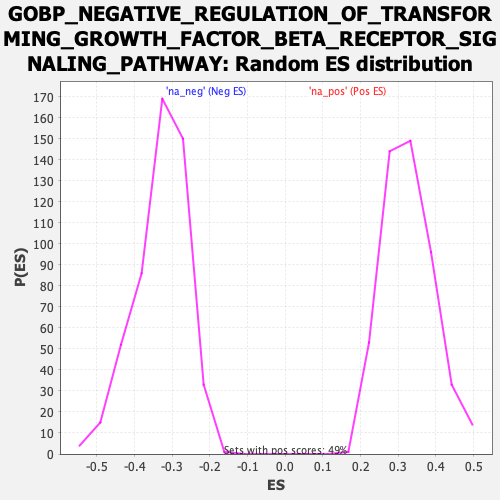 GOBP_NEGATIVE_REGULATION_OF_TRANSFOR
MING_GROWTH_FACTOR_BETA_RECEPTOR_SIG
NALING_PATHWAY: Random ES distribution
'na_neg' (Neg ES) 'na_pos' (Pos ES)
170
160
150
140
130
120
110
100
90
80
70
60
50
40
30
20
10
0
P(ES)
Sets with pos scores: 49%
-0.5 -0.4 -0.3 -0.2 -0.1 0.0 0.1 0.2 0.3 0.4 0.5
ES